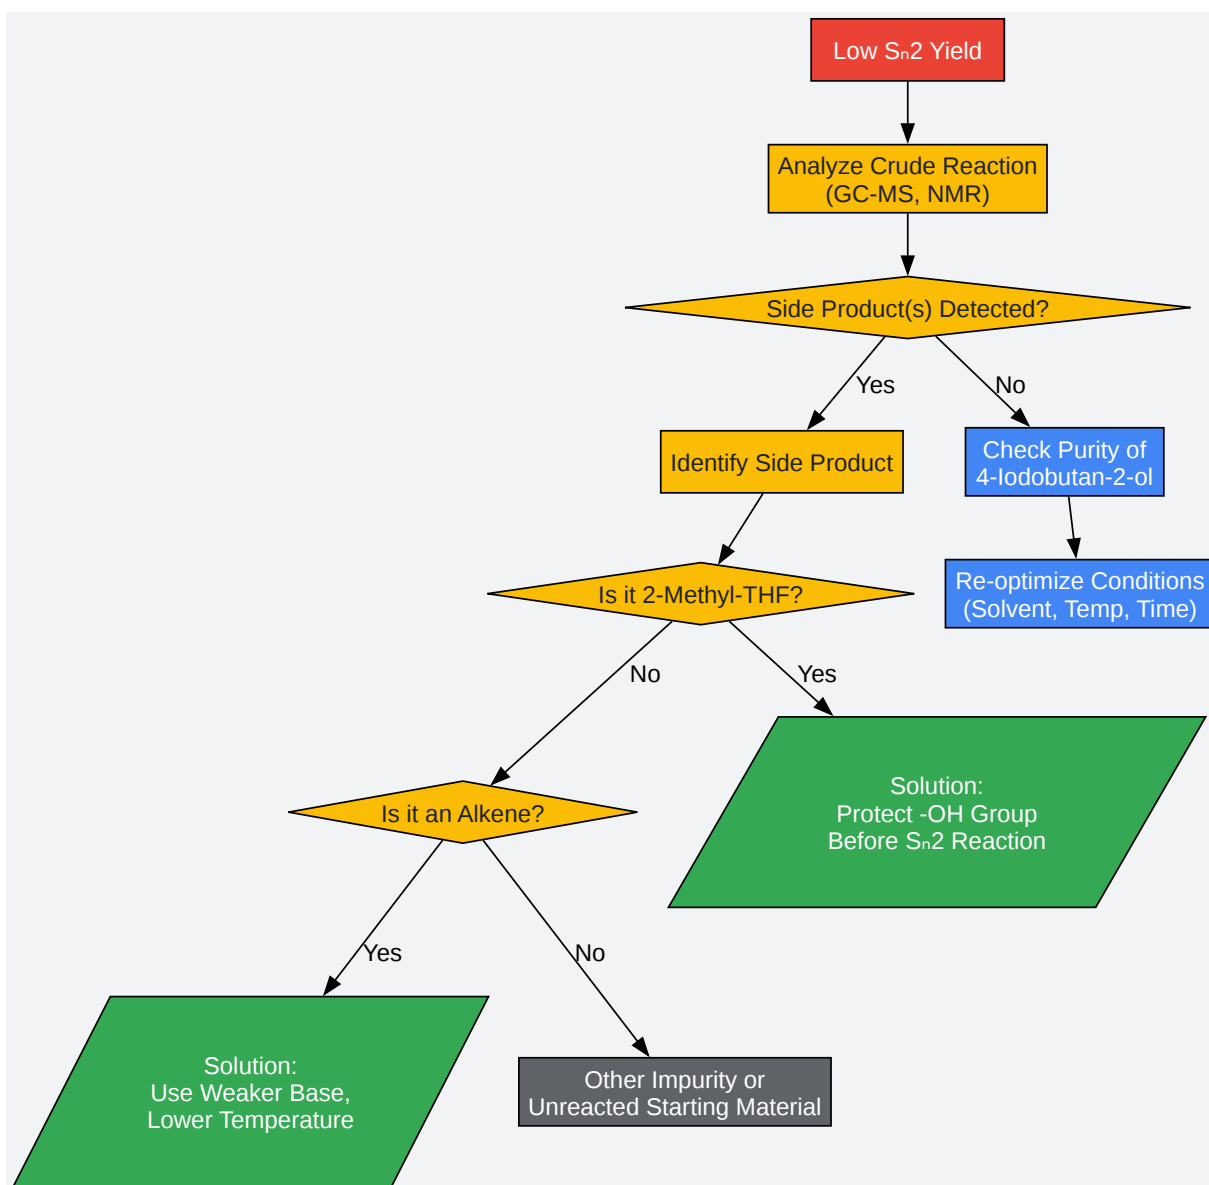 Low Sₙ2 Yield
Analyze Crude Reaction
(GC-MS, NMR)
Side Product(s) Detected?
Yes
No
Identify Side Product
Check Purity of
4-Iodobutan-2-ol
Is it 2-Methyl-THF?
Re-optimize Conditions
(Solvent, Temp, Time)
No
Yes
Is it an Alkene?
Solution:
Protect -OH Group
Before Sₙ2 Reaction
Yes
No
Solution:
Use Weaker Base,
Lower Temperature
Other Impurity or
Unreacted Starting Material